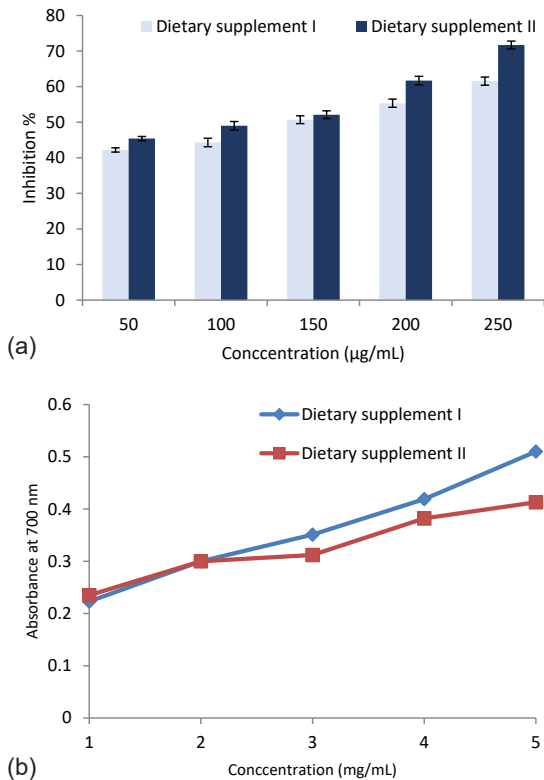 Dietary supplement I Dietary supplement II
80
70
60
50
40
30
20
10
0
Inhibition %
50 100 150 200 250
Conccentration (µg/mL)
(a)
0.6
0.5
0.4
0.3
0.2
0.1
0
Absorbance at 700 nm
Dietary supplement I
Dietary supplement II
1 2 3 4 5
Conccentration (mg/mL)
(b)